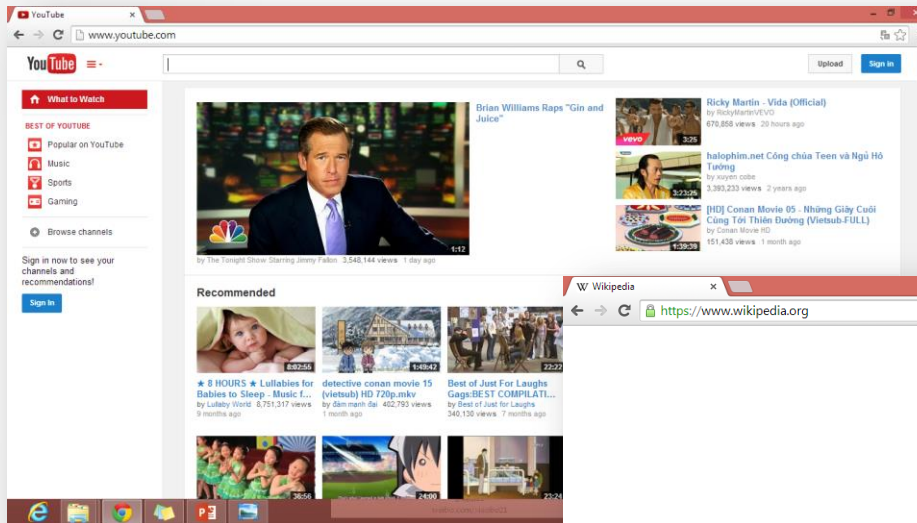 YouTube
www.youtube.com
YouTube
Upload
Sign in
What to Watch
BEST OF YOUTUBE
Popular on YouTube
Music
Sports
Gaming
Browse channels
Sign in now to see your
channels and
recommendations!
Sign In
1:12
by The Tonight Show Starring Jimmy Fallon 3,548,144 views 1 day ago
Brian Williams Raps "Gin and
Juice"
vevo
3:25
Ricky Martin - Vida (Official)
by RickyMartinVEVO
670,858 views 20 hours ago
3:23:25
halophim.net Công chúa Teen và Ngũ Hổ
Tướng
by xuyen cobe
3,393,233 views 2 years ago
1:39:39
[HD] Conan Movie 05 - Những Giây Cuối
Cùng Tới Thiên Đường (Vietsub-FULL)
by Conan Movie HD
151,438 views 1 month ago
Recommended
8:02:55
★ 8 HOURS ★ Lullabies for
Babies to Sleep - Music f...
by Lullaby World 8,751,317 views
9 months ago
1:49:42
detective conan movie 15
(vietsub) HD 720p.mkv
by đàm manh đai 402,793 views
1 month ago
22:22
Best of Just For Laughs
Gags:BEST COMPILATI...
by Best of Just for Laughs
340,130 views 7 months ago
36:56
24:00
23:24
Wikipedia
https://www.wikipedia.org